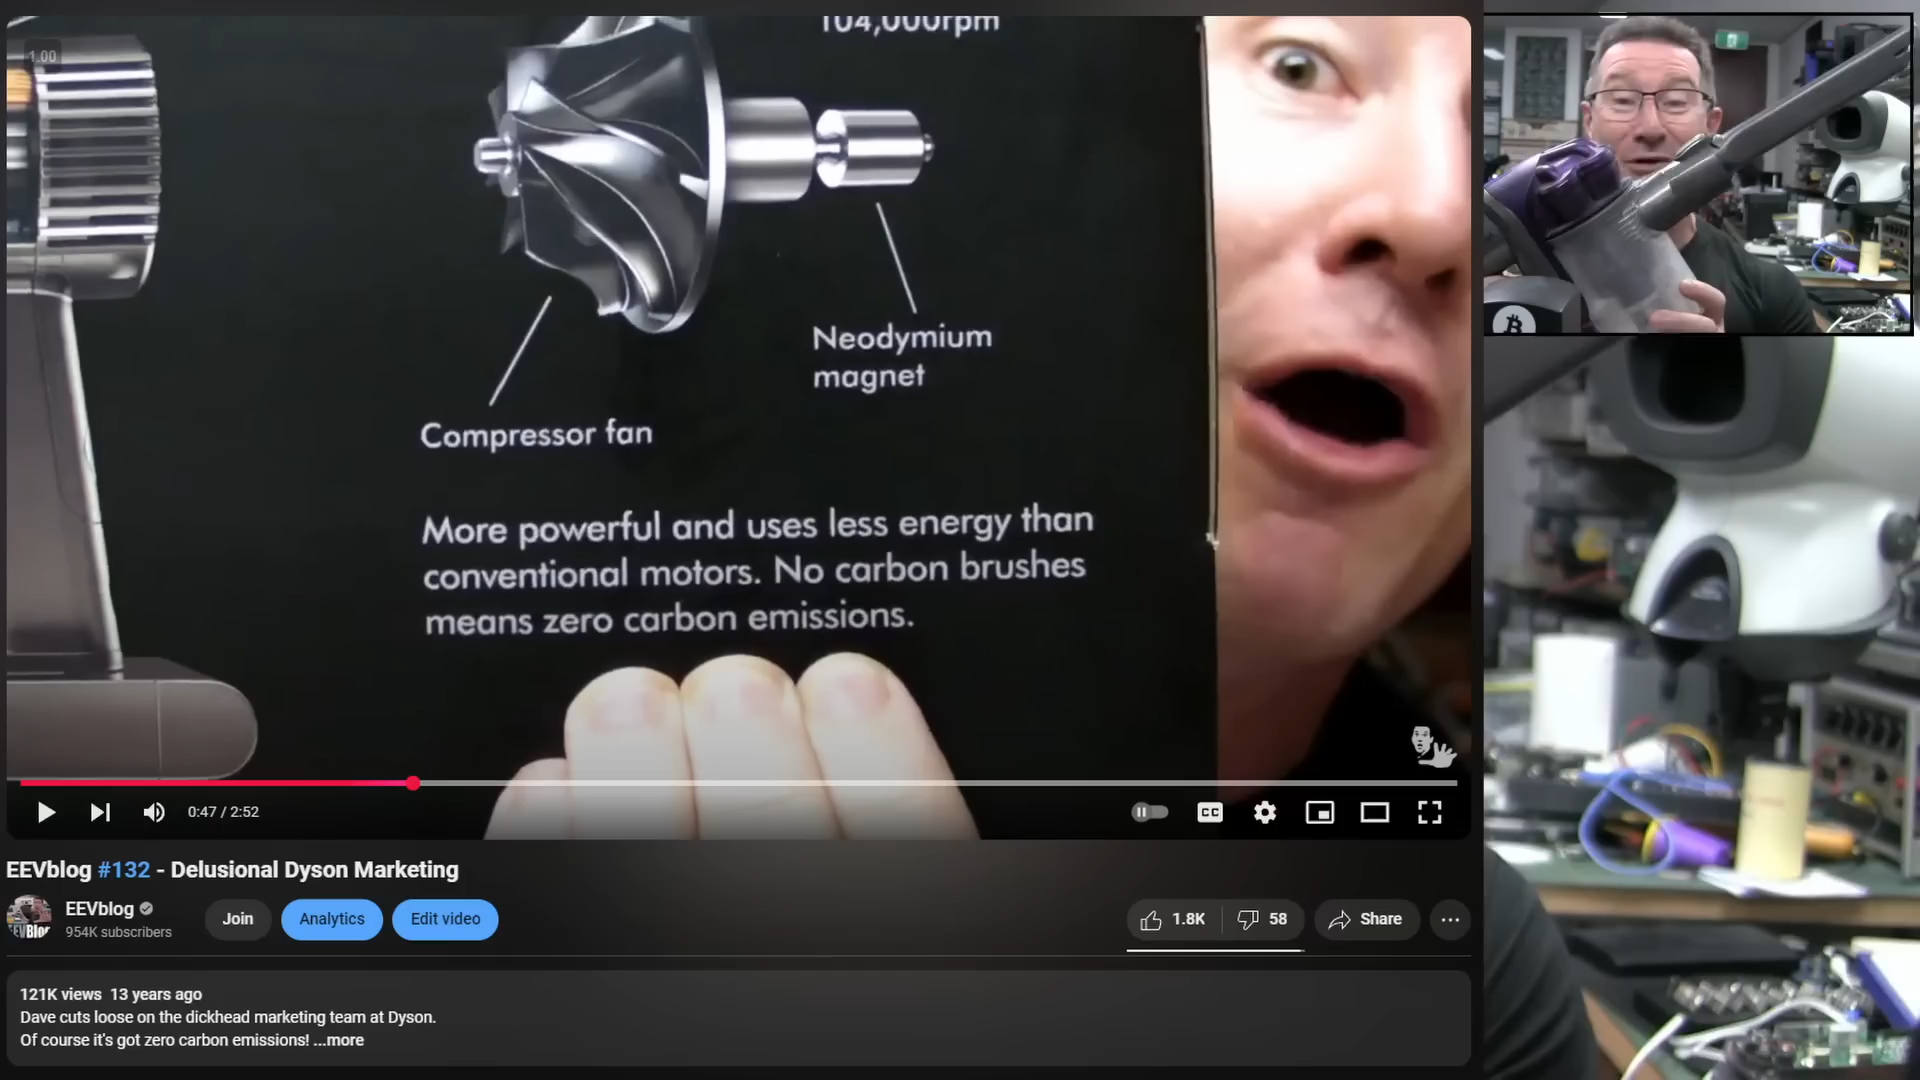 104,000rpm
1.00
Neodymium
magnet
Compressor fan
More powerful and uses less energy than
conventional motors. No carbon brushes
means zero carbon emissions.
0:47 / 2:52
CC
EEVblog #132 - Delusional Dyson Marketing
EEVblog
954K subscribers
Join
Analytics
Edit video
1.8K
58
Share
121K views 13 years ago
Dave cuts loose on the dickhead marketing team at Dyson.
Of course it's got zero carbon emissions! ...more